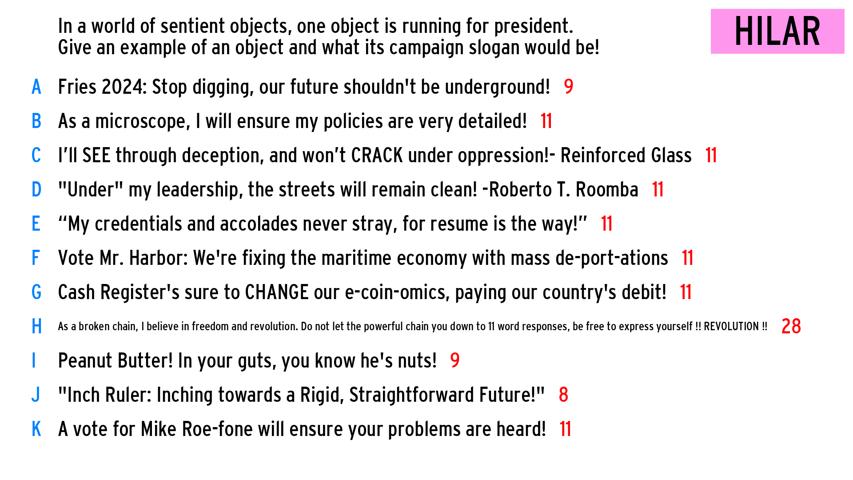 In a world of sentient objects, one object is running for president.
Give an example of an object and what its campaign slogan would be!
HILAR
A Fries 2024: Stop digging, our future shouldn't be underground! 9
B As a microscope, I will ensure my policies are very detailed! 11
C I’ll SEE through deception, and won’t CRACK under oppression!- Reinforced Glass 11
D "Under" my leadership, the streets will remain clean! -Roberto T. Roomba 11
E “My credentials and accolades never stray, for resume is the way!” 11
F Vote Mr. Harbor: We're fixing the maritime economy with mass de-port-ations 11
G Cash Register's sure to CHANGE our e-coin-omics, paying our country's debit! 11
H As a broken chain, I believe in freedom and revolution. Do not let the powerful chain you down to 11 word responses, be free to express yourself !! REVOLUTION !! 28
I Peanut Butter! In your guts, you know he's nuts! 9
J "Inch Ruler: Inching towards a Rigid, Straightforward Future!" 8
K A vote for Mike Roe-fone will ensure your problems are heard! 11